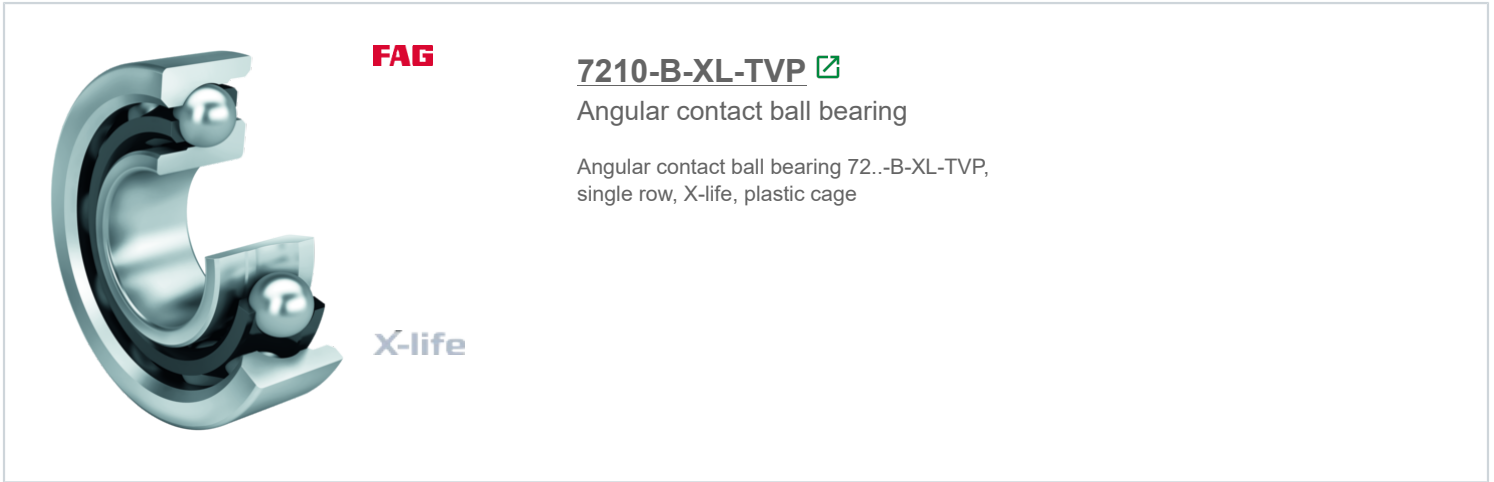 FAG
7210-B-XL-TVP
Angular contact ball bearing
Angular contact ball bearing 72..-B-XL-TVP,
single row, X-life, plastic cage
X-life